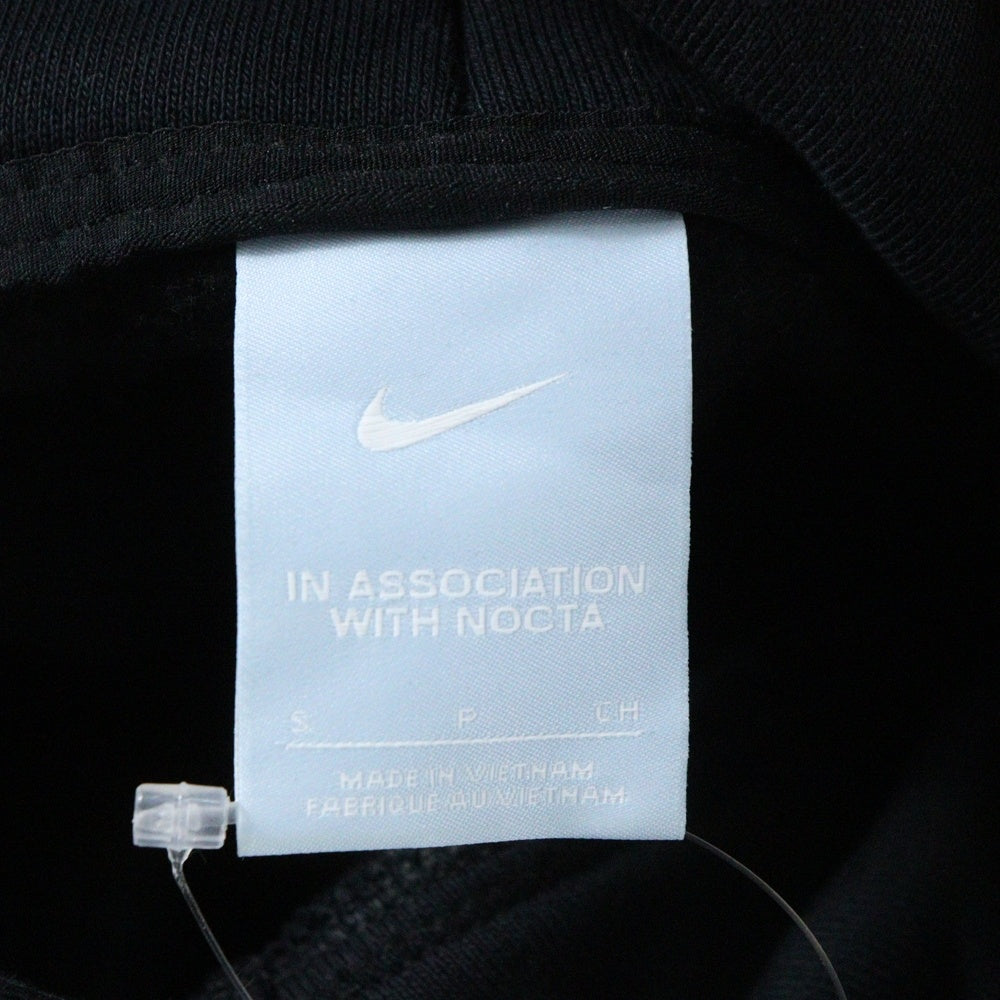 IN ASSOCIATION
WITH NOCTA
S P CH
MADE IN VIETNAM
FABRIQUE AU VIETNAM